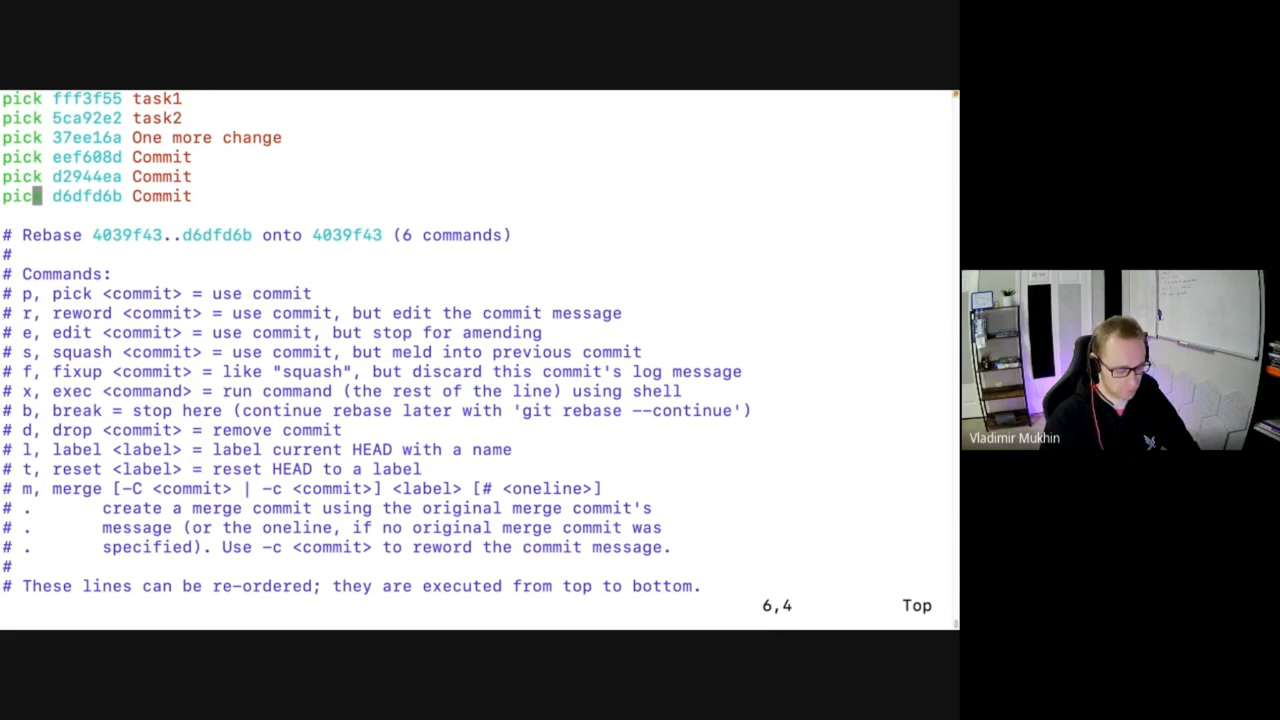 pick fff3f55 task1
pick 5ca92e2 task2
pick 37ee16a One more change
pick eef608d Commit
pick d2944ea Commit
pick d6dfd6b Commit
# Rebase 4039f43..d6dfd6b onto 4039f43 (6 commands)
#
# Commands:
# p, pick <commit> = use commit
# r, reword <commit> = use commit, but edit the commit message
# e, edit <commit> = use commit, but stop for amending
# s, squash <commit> = use commit, but meld into previous commit
# f, fixup <commit> = like "squash", but discard this commit's log message
# x, exec <command> = run command (the rest of the line) using shell
# b, break = stop here (continue rebase later with 'git rebase --continue')
# d, drop <commit> = remove commit
# l, label <label> = label current HEAD with a name
# t, reset <label> = reset HEAD to a label
# m, merge [-C <commit> | -c <commit>] <label> [# <oneline>]
# .       create a merge commit using the original merge commit's
# .       message (or the oneline, if no original merge commit was
# .       specified). Use -c <commit> to reword the commit message.
#
# These lines can be re-ordered; they are executed from top to bottom.
6,4 Top
Vladimir Mukhin